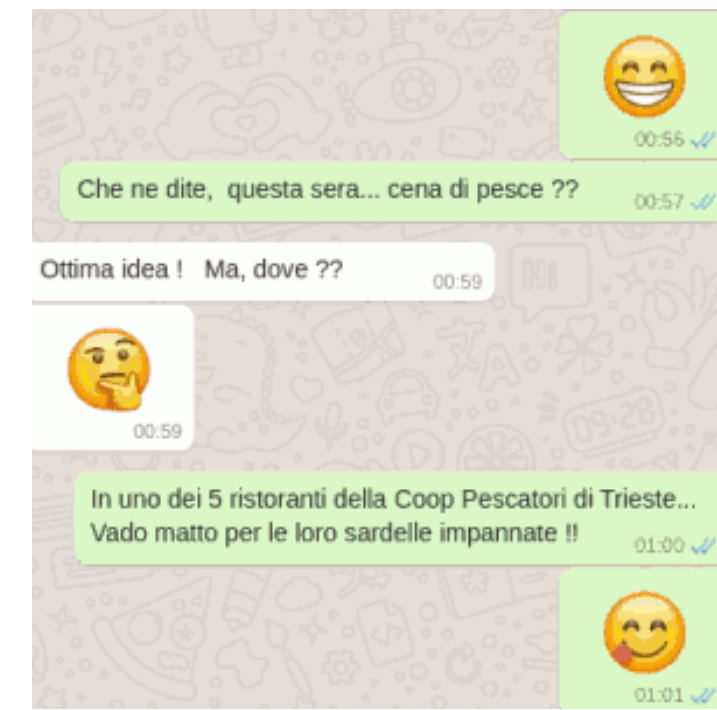 😁
00:56
Che ne dite,  questa sera... cena di pesce ??
00:57
Ottima idea !   Ma, dove ??
00:59
🤔
00:59
In uno dei 5 ristoranti della Coop Pescatori di Trieste...
Vado matto per le loro sardelle impannate !!
01:00
😋
01:01